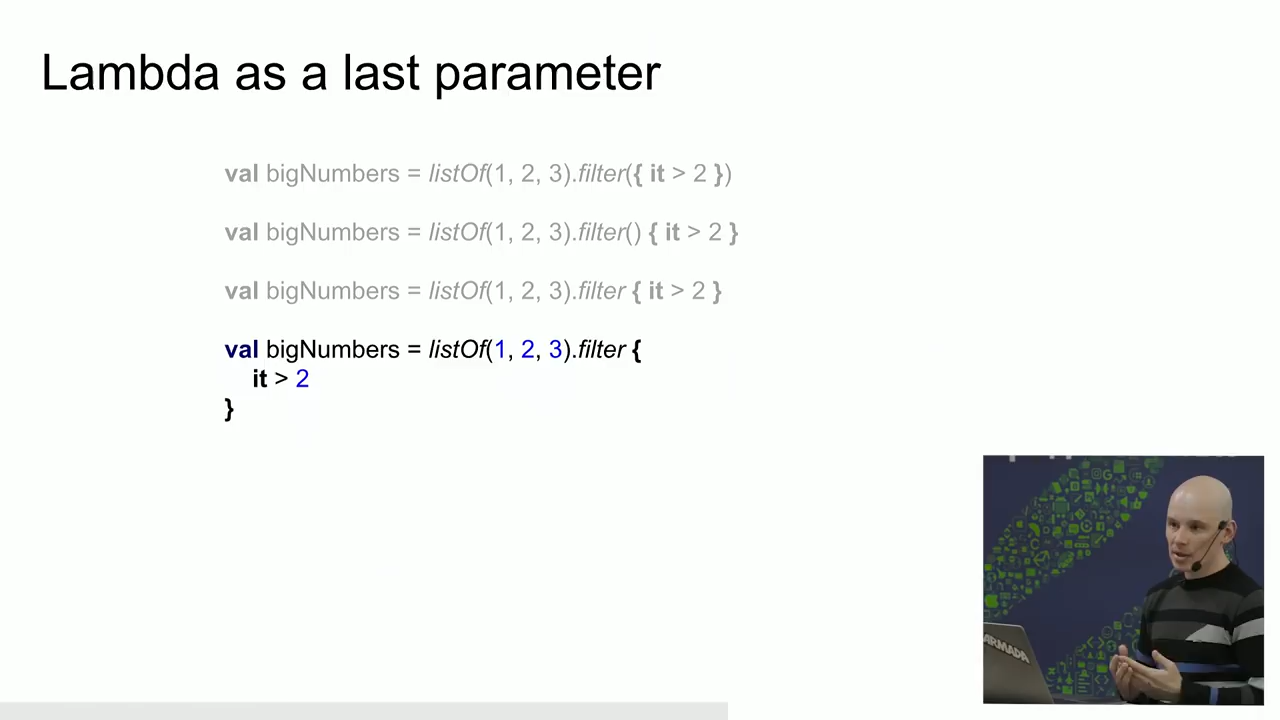 Lambda as a last parameter
val bigNumbers = listOf(1, 2, 3).filter({ it > 2 })
val bigNumbers = listOf(1, 2, 3).filter() { it > 2 }
val bigNumbers = listOf(1, 2, 3).filter { it > 2 }
val bigNumbers = listOf(1, 2, 3).filter {
it > 2
}
ARMADA